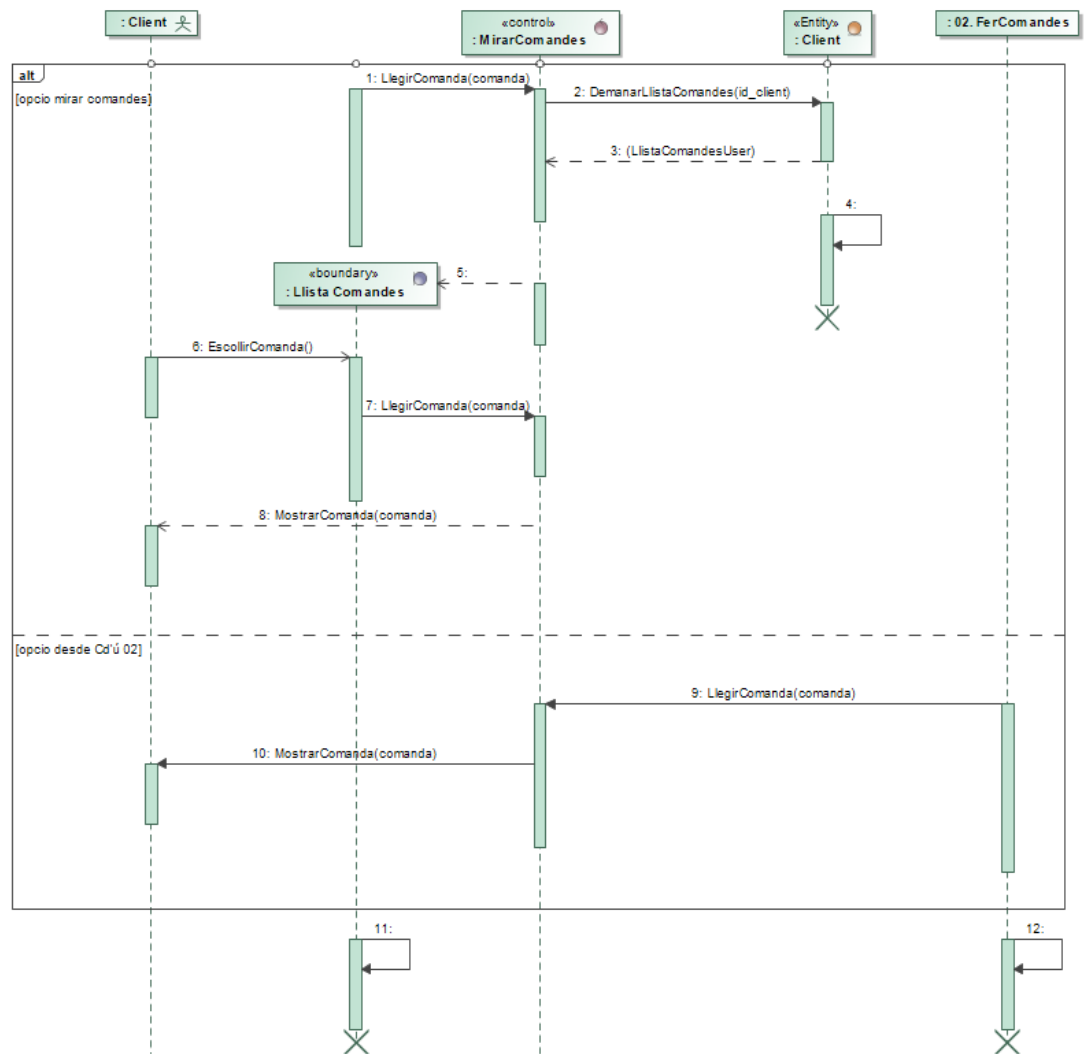 : Client
«control»
: MirarComandes
«Entity»
: Client
: 02. FerComandes
alt
[opcio mirar comandes]
1: LlegirComanda(comanda)
2: DemanarLlistaComandes(id_client)
3: (LlistaComandesUser)
4:
«boundary»
: Llista Comandes
5:
6: EscollirComanda()
7: LlegirComanda(comanda)
8: MostrarComanda(comanda)
[opcio desde Cd'ú 02]
9: LlegirComanda(comanda)
10: MostrarComanda(comanda)
11:
12: